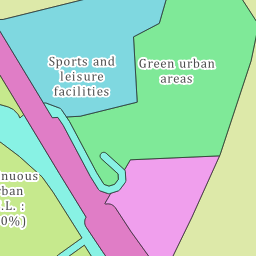 Sports and
leisure
facilities
Green urban
areas
nuous
rban
.L. :
0%)